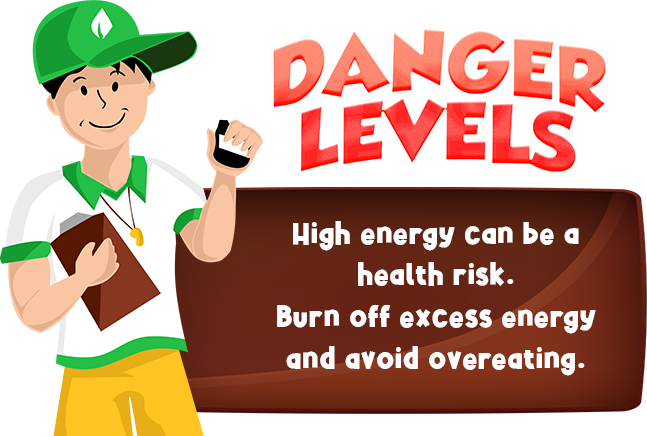 DANGER
LEVELS
High energy can be a
health risk.
Burn off excess energy
and avoid overeating.